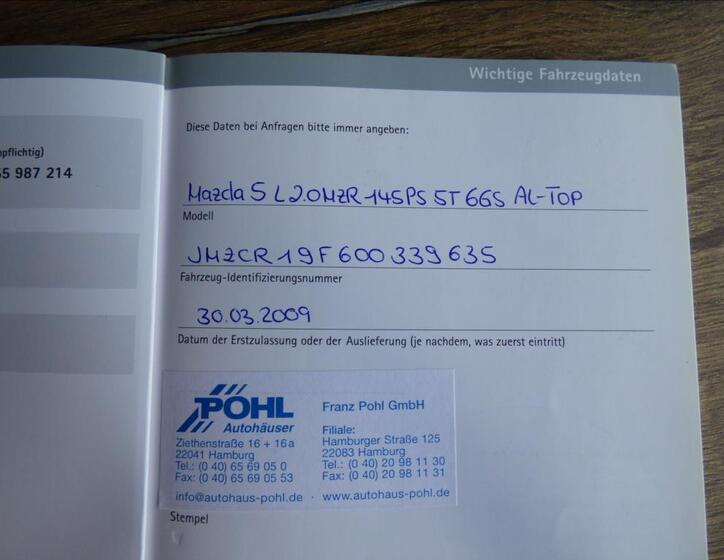 Wichtige Fahrzeugdaten
pflichtig)
5 987 214
Diese Daten bei Anfragen bitte immer angeben:
Mazda 5 L 2.0 MZR 145PS 5T 6GS AL-TOP
Modell
JMZCR19F600339635
Fahrzeug-Identifizierungsnummer
30.03.2009
Datum der Erstzulassung oder der Auslieferung (je nachdem, was zuerst eintritt)
PÖHL
Autohäuser
Ziethenstraße 16 + 16a
22041 Hamburg
Tel.: (0 40) 65 69 05 0
Fax: (0 40) 65 69 05 53
Franz Pohl GmbH
Filiale:
Hamburger Straße 125
22083 Hamburg
Tel.: (0 40) 20 98 11 30
Fax: (0 40) 20 98 11 31
info@autohaus-pohl.de · www.autohaus-pohl.de
Stempel